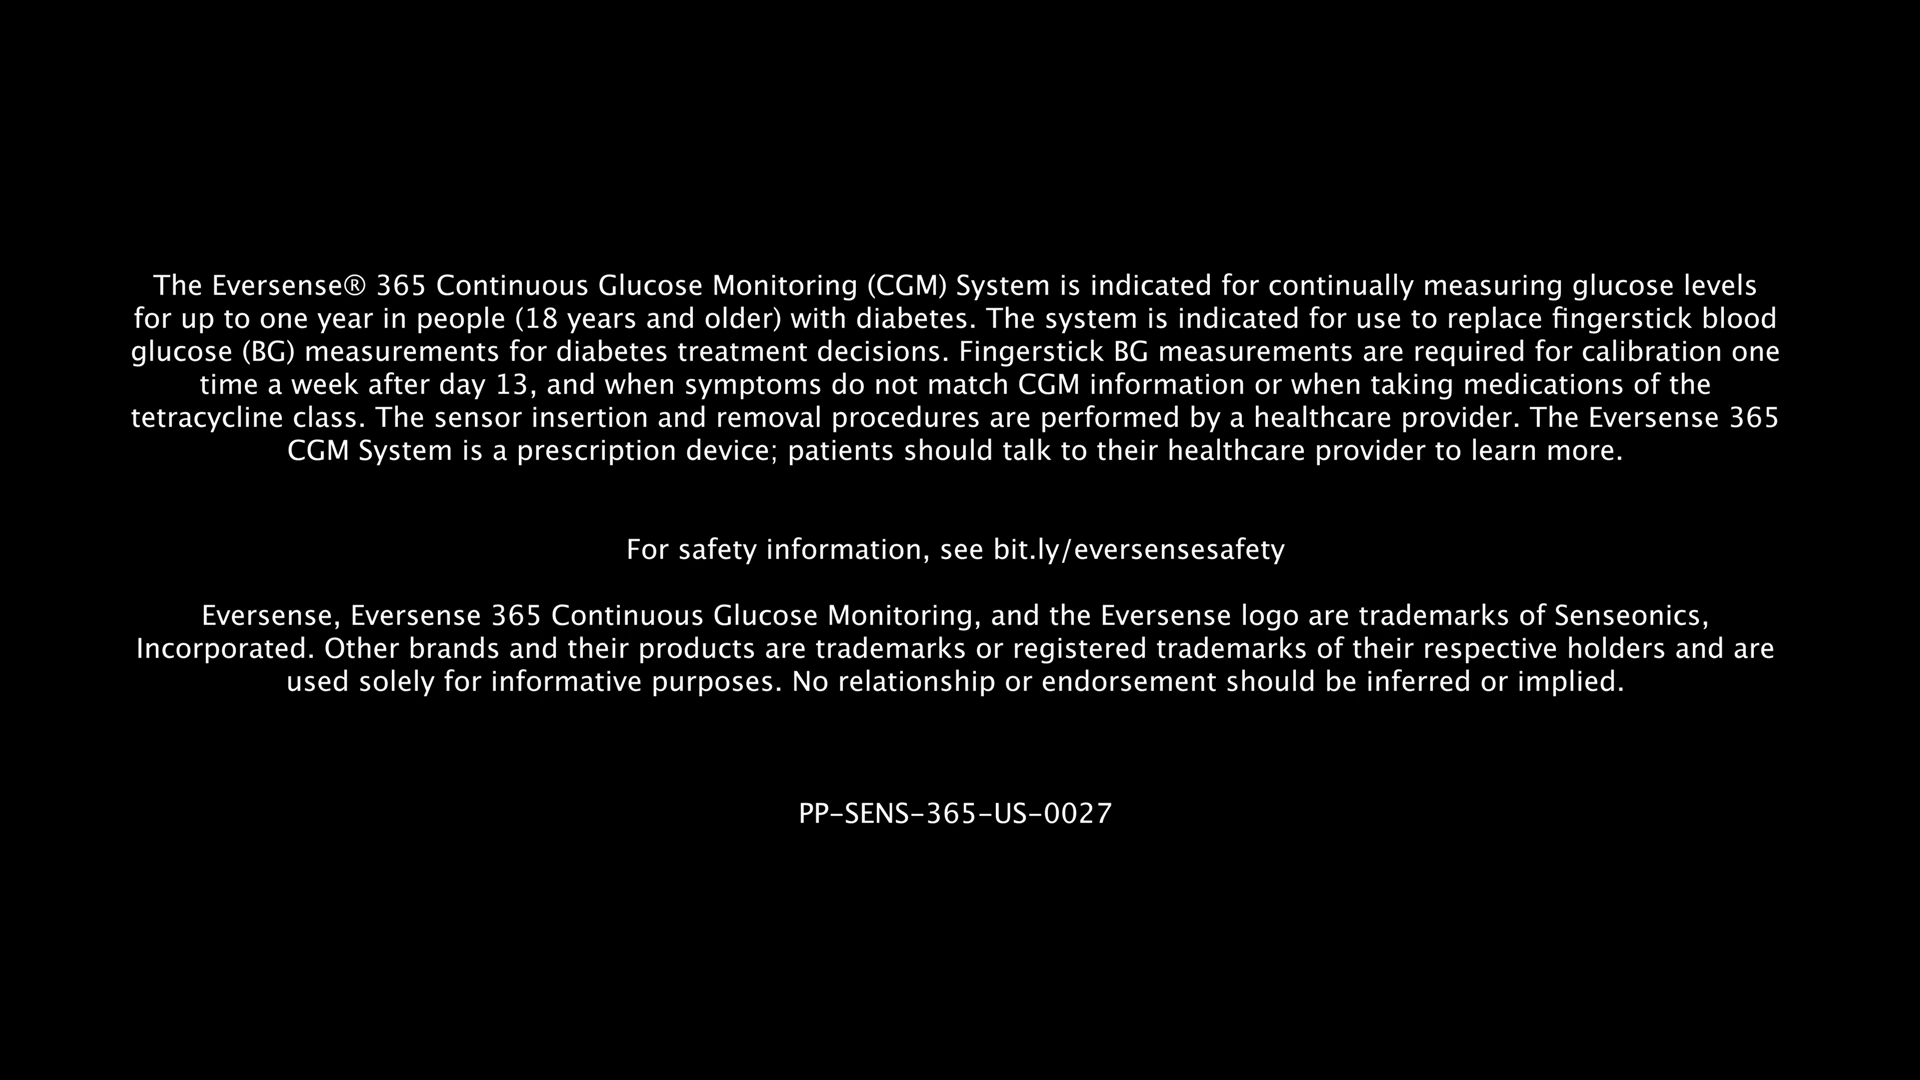 The Eversense® 365 Continuous Glucose Monitoring (CGM) System is indicated for continually measuring glucose levels
for up to one year in people (18 years and older) with diabetes. The system is indicated for use to replace fingerstick blood
glucose (BG) measurements for diabetes treatment decisions. Fingerstick BG measurements are required for calibration one
time a week after day 13, and when symptoms do not match CGM information or when taking medications of the
tetracycline class. The sensor insertion and removal procedures are performed by a healthcare provider. The Eversense 365
CGM System is a prescription device; patients should talk to their healthcare provider to learn more.
For safety information, see bit.ly/eversensesafety
Eversense, Eversense 365 Continuous Glucose Monitoring, and the Eversense logo are trademarks of Senseonics,
Incorporated. Other brands and their products are trademarks or registered trademarks of their respective holders and are
used solely for informative purposes. No relationship or endorsement should be inferred or implied.
PP-SENS-365-US-0027